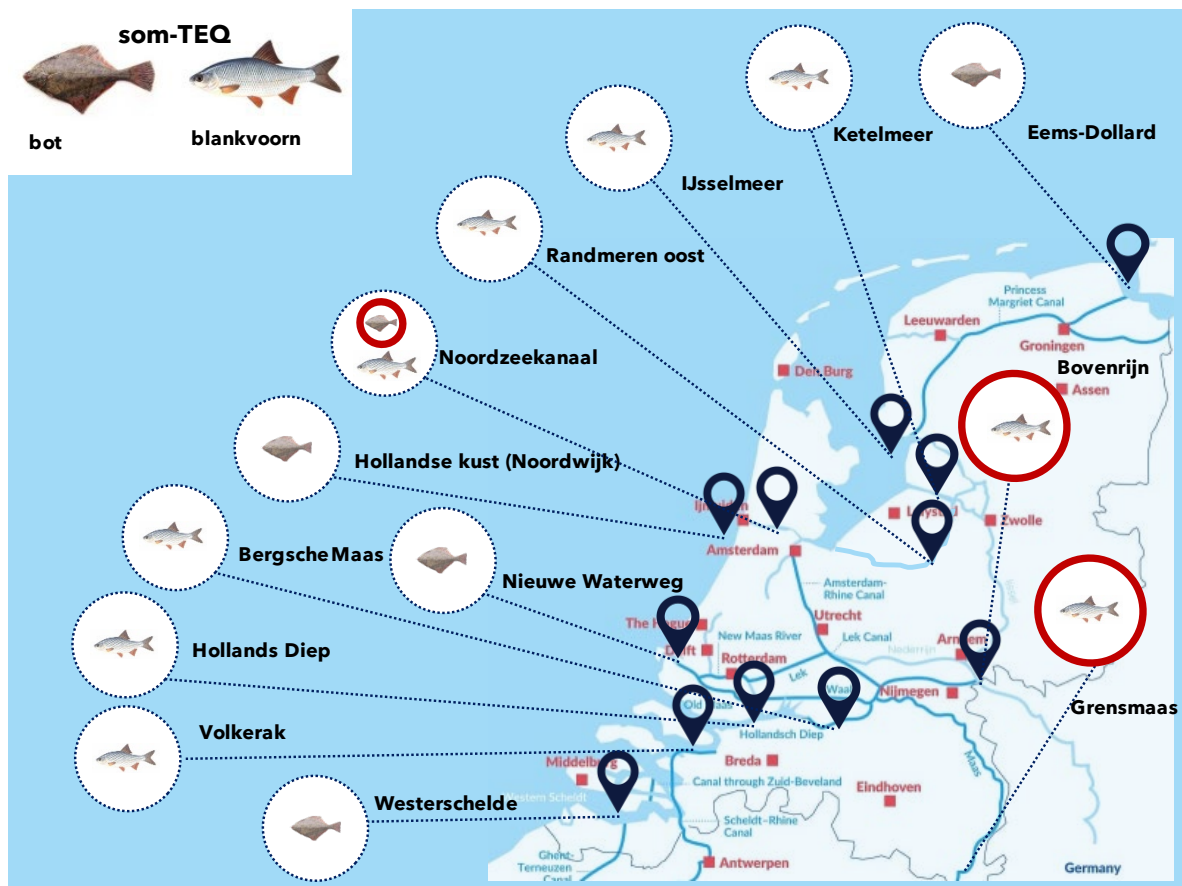 som-TEQ
bot
blankvoorn
Ketelmeer
Eems-Dollard
IJsselmeer
Randmeren oost
Noordzeekanaal
Hollandse kust (Noordwijk)
Bergsche Maas
Nieuwe Waterweg
Hollands Diep
Volkerak
Westerschelde
Bovenrijn
Grensmaas
Princess
Margriet Canal
Leeuwarden
Groningen
Den Burg
Assen
Zwolle
Amsterdam
Amsterdam-
Rhine Canal
Utrecht
Lek Canal
New Maas River
Rotterdam
Lek
Nederrijn
Waal
Nijmegen
Hollandsch Diep
Breda
Middelburg
Canal through Zuid-Beveland
Western Scheldt
Eindhoven
Maas
Scheldt-Rhine
Canal
Ghent-
Terneuzen
Canal
Antwerpen
Germany